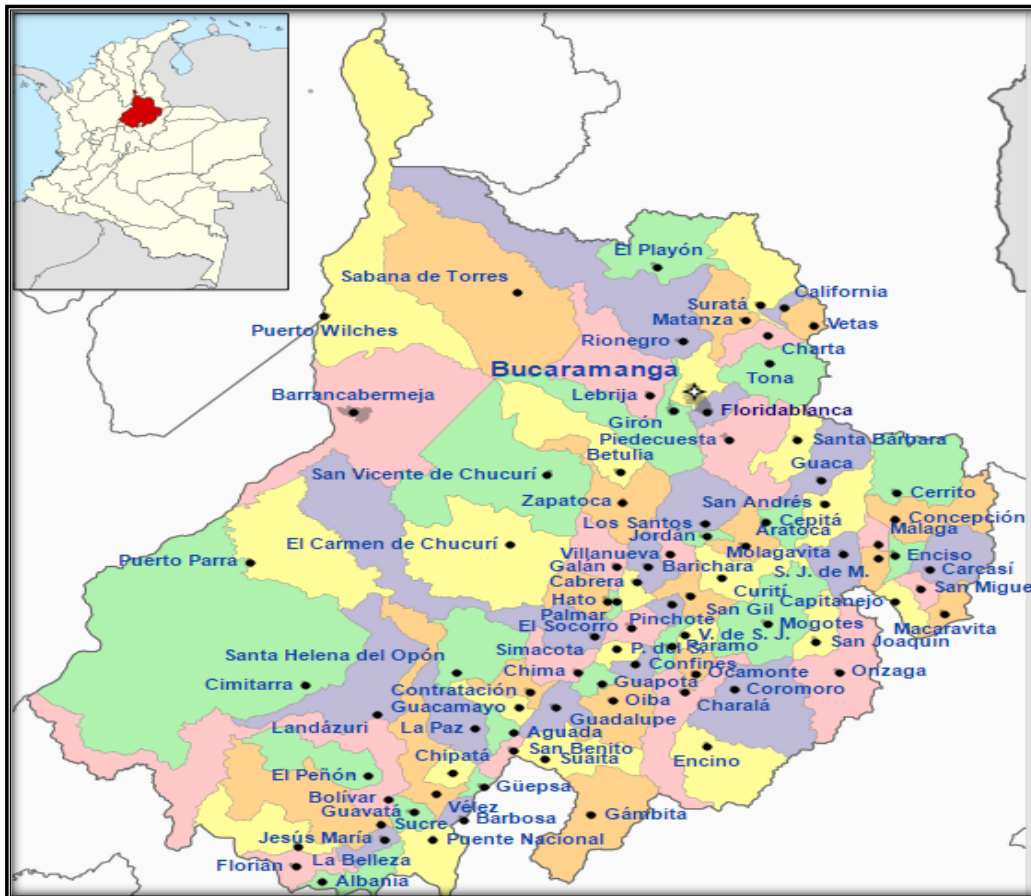 El Playón
Sabana de Torres
California
Suratá
Matanza
Vetas
Puerto Wilches
Rionegro
Charta
Bucaramanga
Tona
Barrancabermeja
Lebrija
Girón
Floridablanca
Piedecuesta
Santa Bárbara
Betulia
Guaca
San Vicente de Chucurí
Zapatoca
San Andrés
Cerrito
Los Santos
Cepitá
Concepción
Jordán
Aratoca
Málaga
El Carmen de Chucurí
Villanueva
Molagavita
Enciso
Puerto Parra
Galán
Barichara
S. J. de M.
Carcasí
Cabrera
Curití
San Migue
Hato
San Gil
Capitanejo
Palmar
Pinchote
Mogotes
Macaravita
El Socorro
V. de S. J.
San Joaquín
Simacota
P. del S.
Páramo
Santa Helena del Opón
Confines
Chima
Ocamonte
Onzaga
Cimitarra
Guapotá
Contratación
Oiba
Coromoro
Guacamayo
Charalá
Landázuri
La Paz
Guadalupe
Aguada
San Benito
Chipatá
Suaita
Encino
El Peñón
Güepsa
Bolívar
Vélez
Guavatá
Barbosa
Gámbita
Sucre
Jesús María
Puente Nacional
La Belleza
Florián
Albania